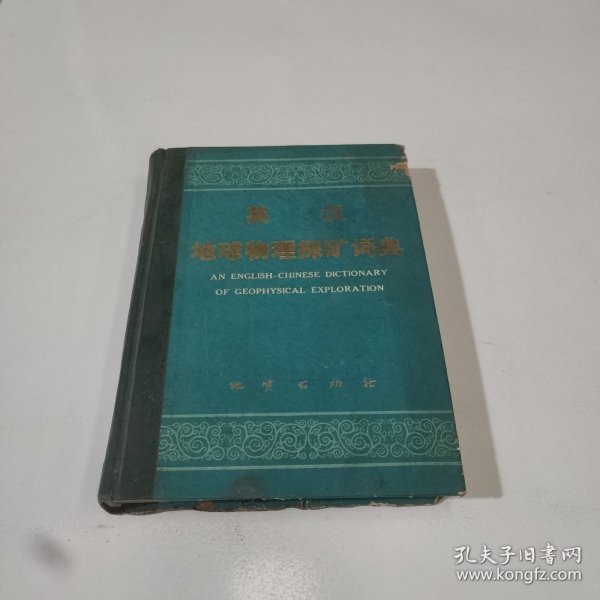 英汉
地球物理探矿词典
AN ENGLISH-CHINESE DICTIONARY
OF GEOPHYSICAL EXPLORATION
地质出版社
孔夫子旧书网
www.kongfz.com